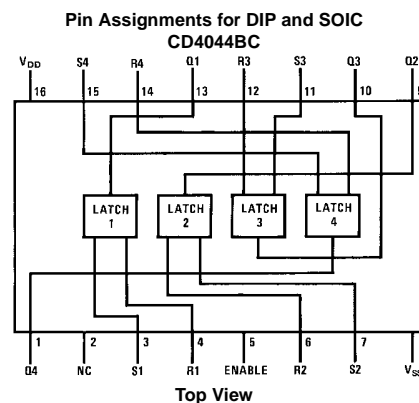 Pin Assignments for DIP and SOIC
CD4044BC
VDD S4 R4 Q1 R3 S3 Q3 Q2
16 15 14 13 12 11 10
LATCH 1
LATCH 2
LATCH 3
LATCH 4
1 2 3 4 5 6 7
Q4 NC S1 R1 ENABLE R2 S2
Top View